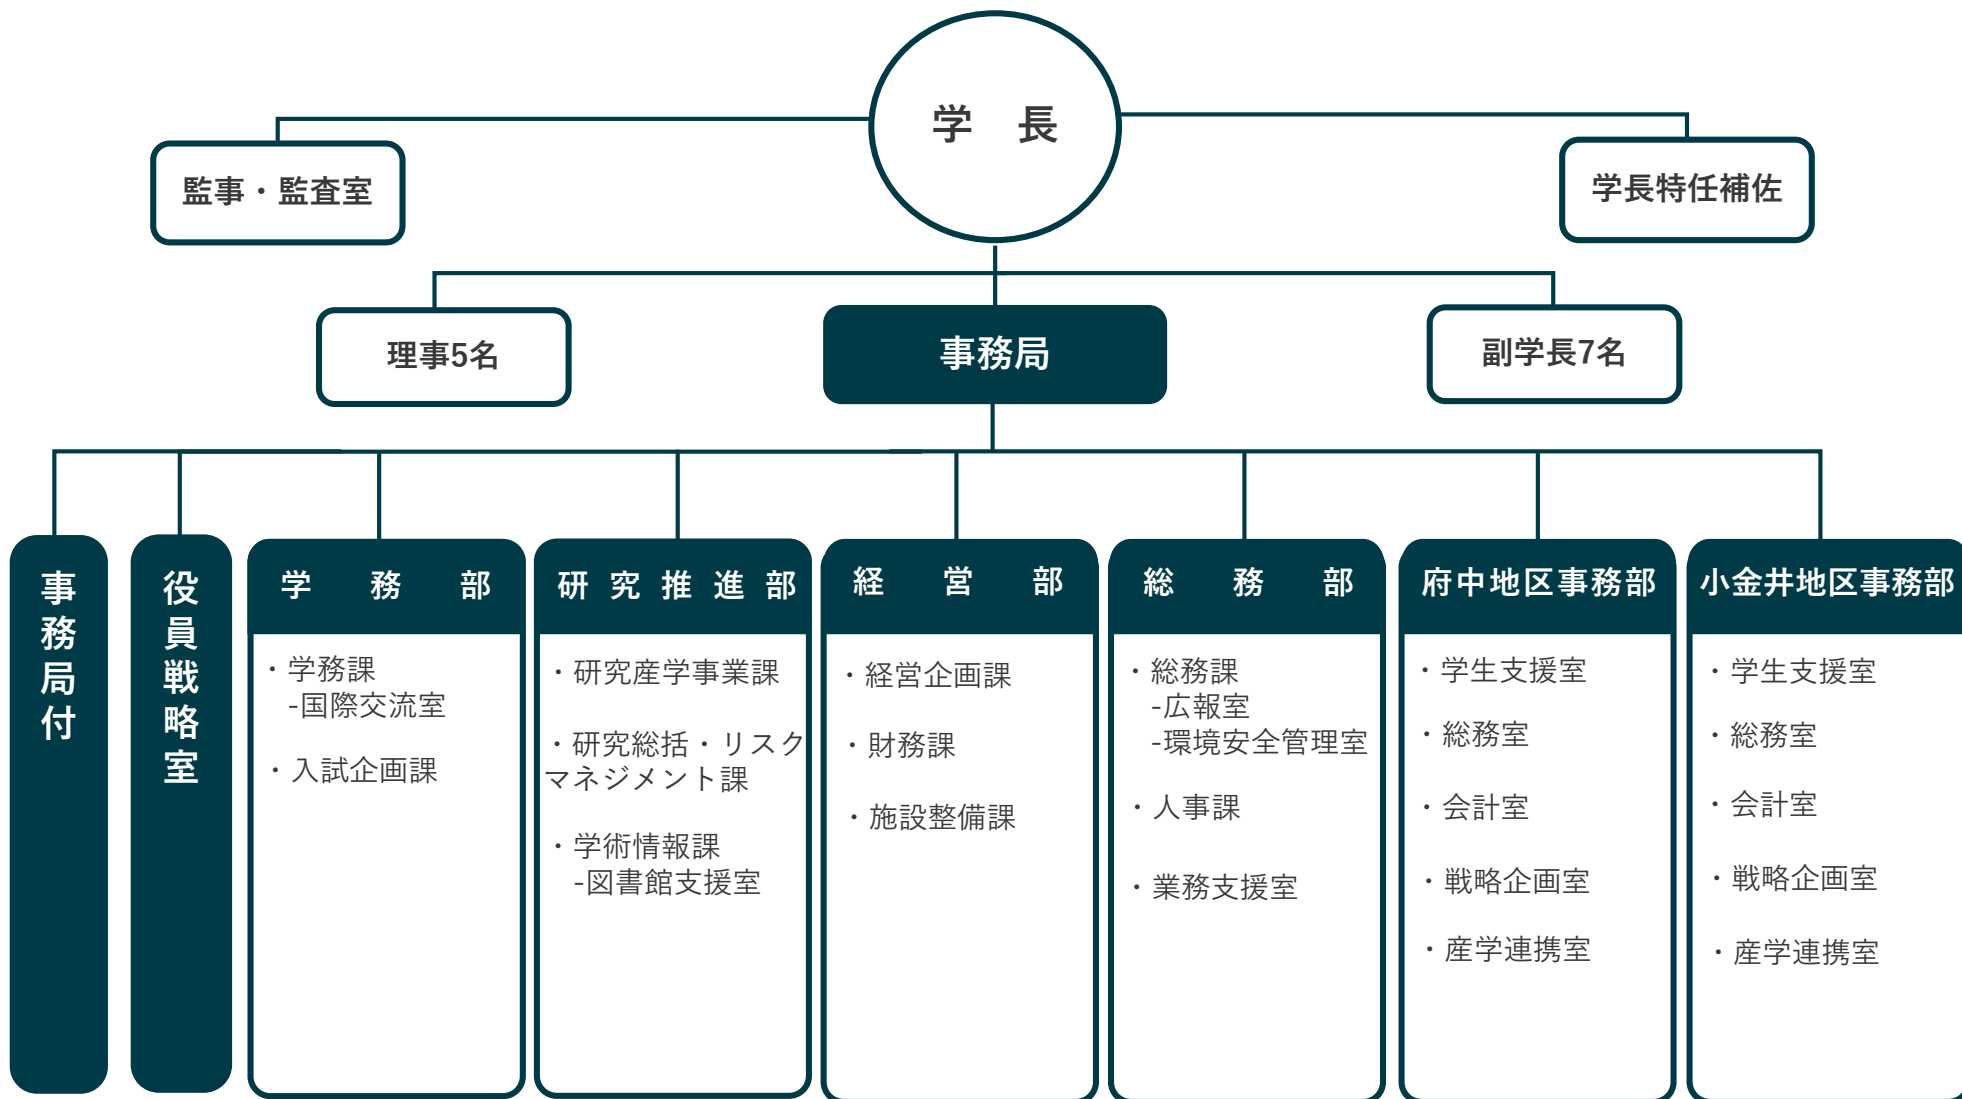 学　長
監事・監査室
学長特任補佐
理事5名
事務局
副学長7名
事務局付
役員戦略室
学務部
・学務課
-国際交流室
・入試企画課
研究推進部
・研究産学事業課
・研究総括・リスク
マネジメント課
・学術情報課
-図書館支援室
経営部
・経営企画課
・財務課
・施設整備課
総務部
・総務課
-広報室
-環境安全管理室
・人事課
・業務支援室
府中地区事務部
・学生支援室
・総務室
・会計室
・戦略企画室
・産学連携室
小金井地区事務部
・学生支援室
・総務室
・会計室
・戦略企画室
・産学連携室